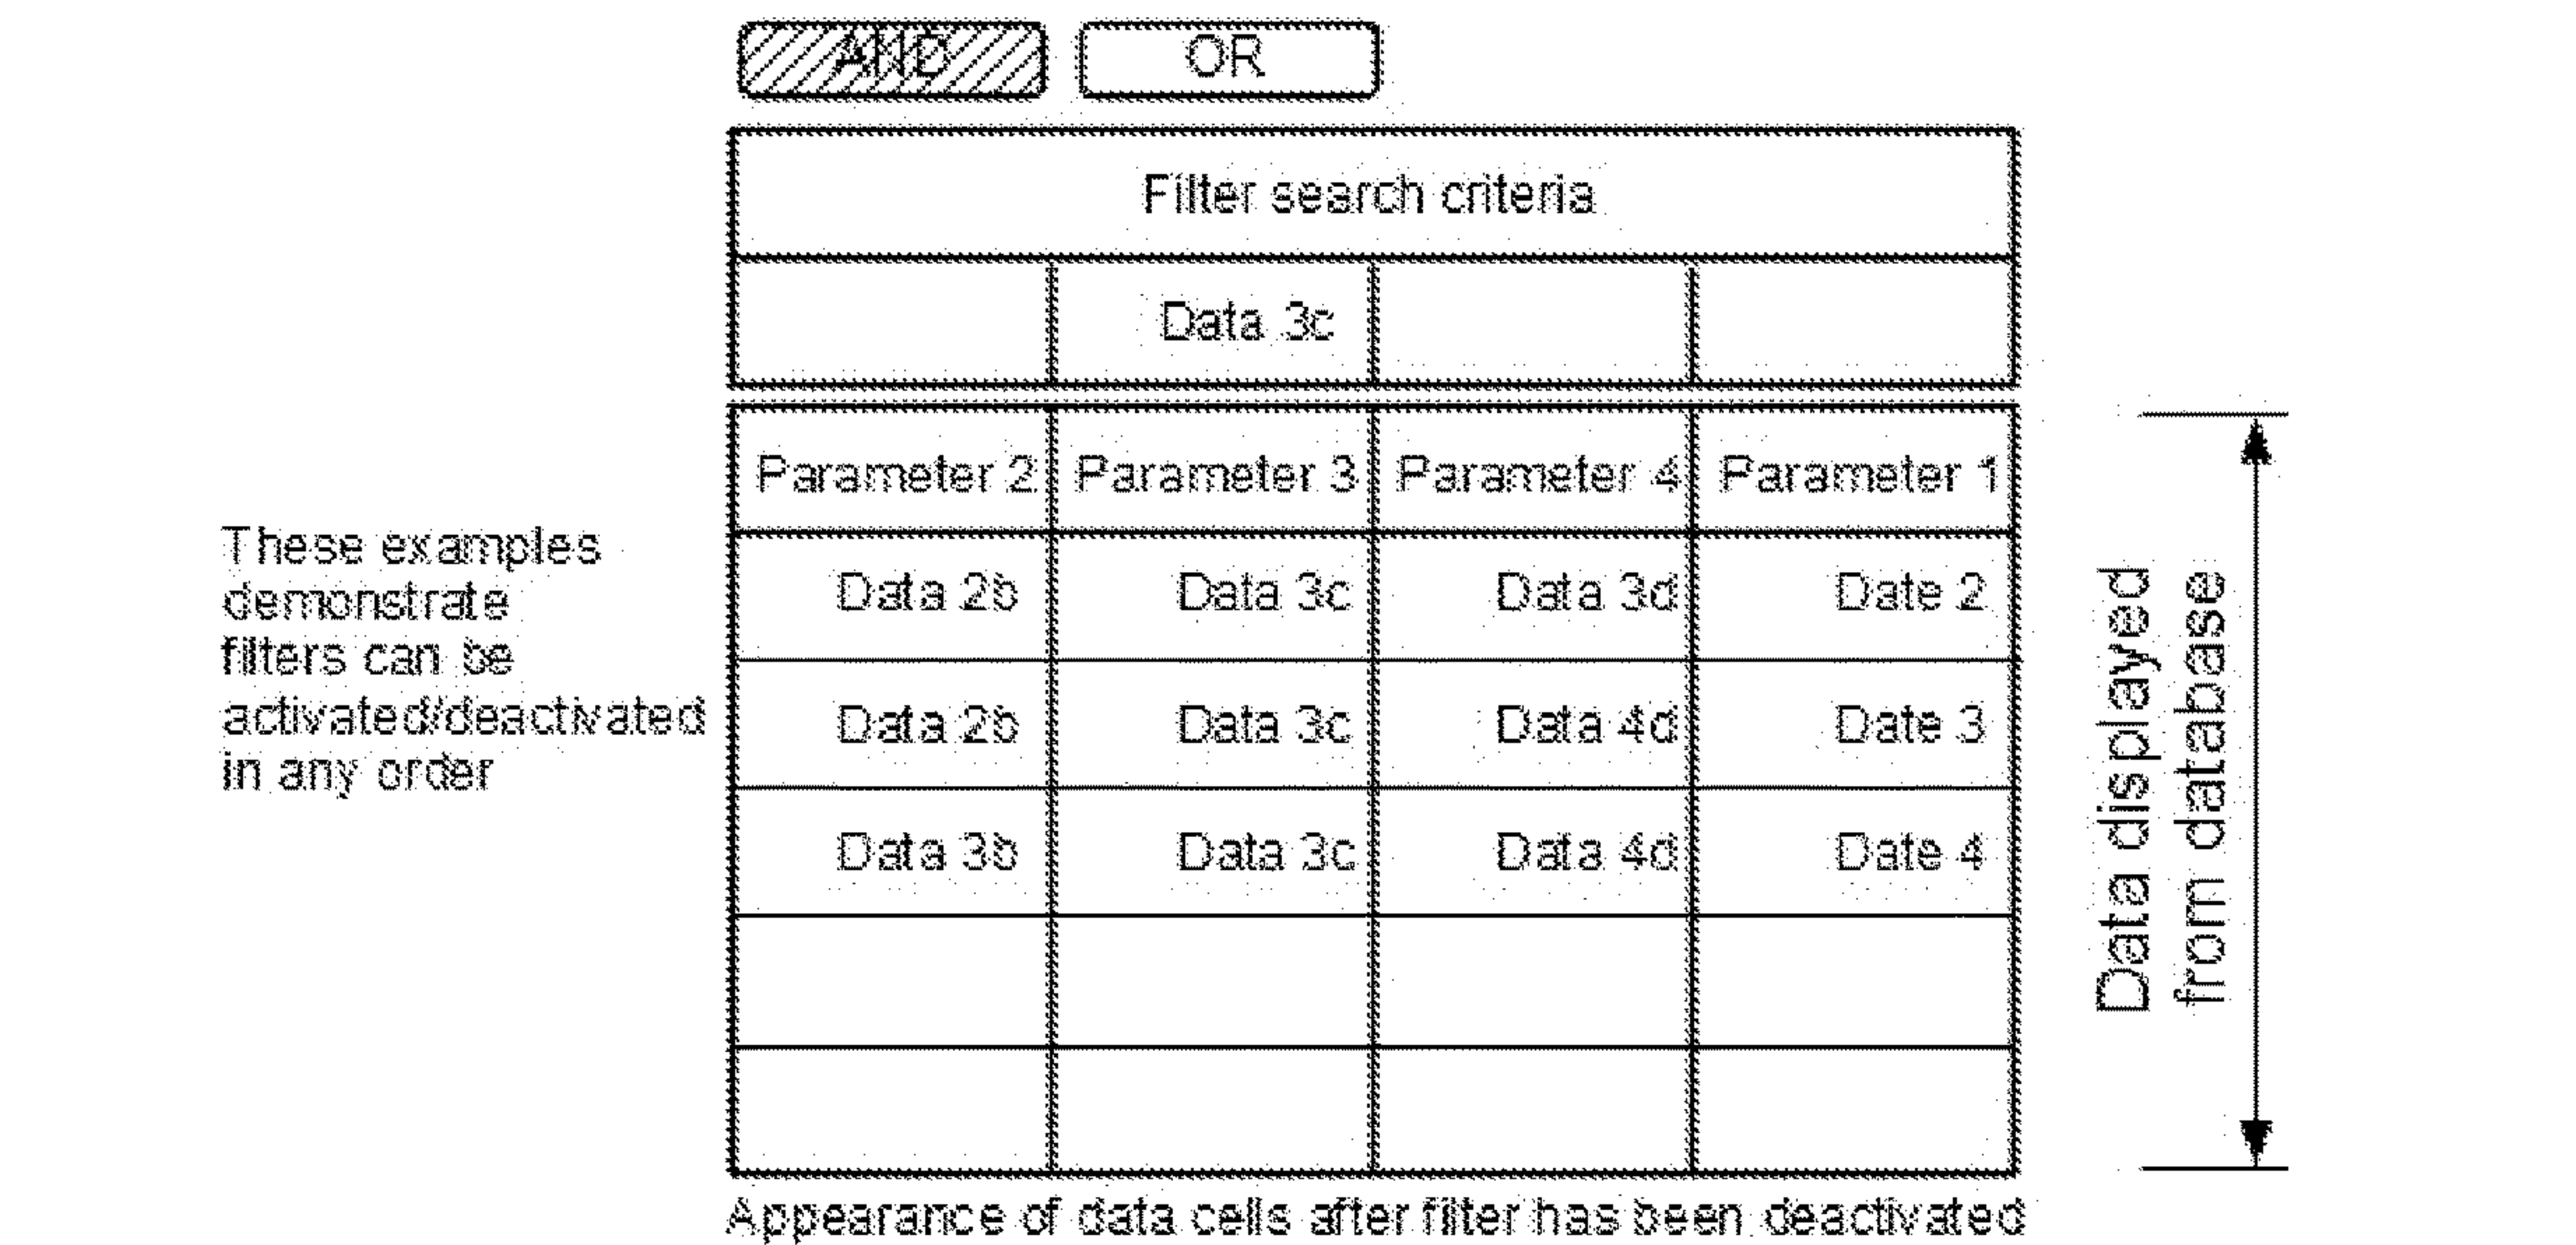 AND OR
Filter search criteria
Data 3c
Parameter 2 Parameter 3 Parameter 4 Parameter 1
Data 2b Data 3c Data 3d Date 2
Data 2b Data 3c Data 4d Date 3
Data 3b Data 3c Data 4d Date 4
These examples
demonstrate
filters can be
activated/deactivated
in any order
Data displayed
from database
Appearance of data cells after filter has been deactivated